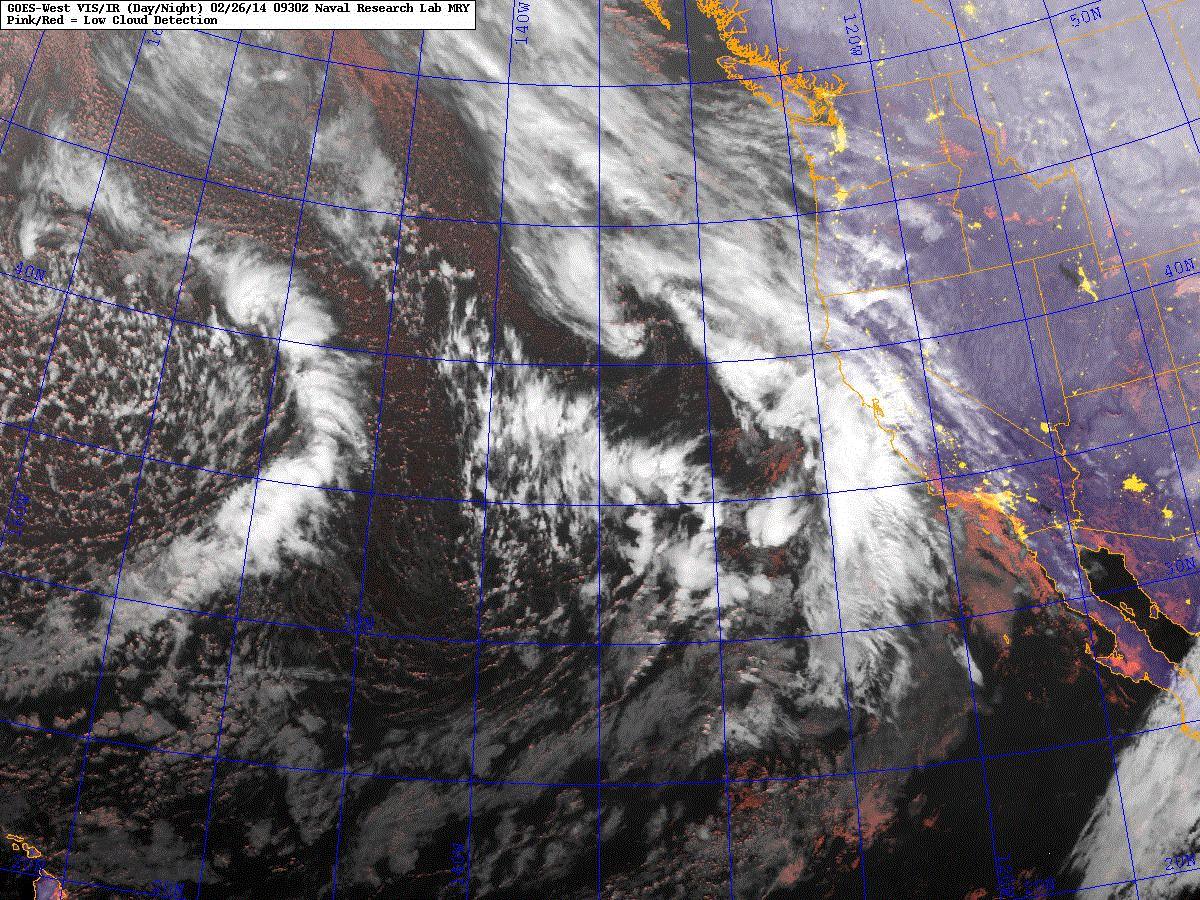 GOES-West VIS/IR (Day/Night) 02/26/14 0930Z Naval Research Lab MRY
Pink/Red = Low Cloud Detection
140W
120W
50N
40N
40N
30N
20N